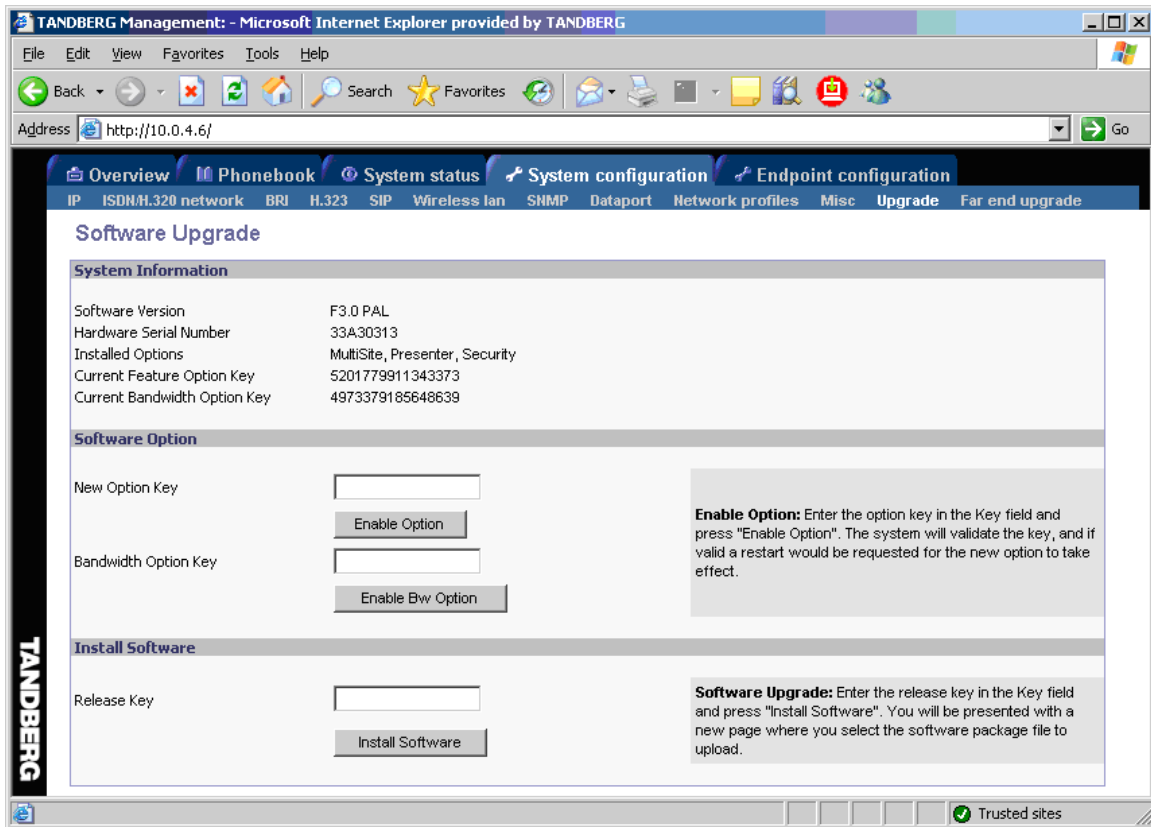 TANDBERG Management: - Microsoft Internet Explorer provided by TANDBERG
File Edit View Favorites Tools Help
Back Search Favorites
Address http://10.0.4.6/ Go
Overview Phonebook System status System configuration Endpoint configuration
IP ISDN/H.320 network BRI H.323 SIP Wireless lan SNMP Dataport Network profiles Misc Upgrade Far end upgrade
Software Upgrade
System Information
Software Version F3.0 PAL
Hardware Serial Number 33A30313
Installed Options MultiSite, Presenter, Security
Current Feature Option Key 5201779911343373
Current Bandwidth Option Key 4973379185648639
Software Option
New Option Key
Enable Option
Bandwidth Option Key
Enable Bw Option
Enable Option: Enter the option key in the Key field and
press "Enable Option". The system will validate the key, and if
valid a restart would be requested for the new option to take
effect.
Install Software
Release Key
Install Software
Software Upgrade: Enter the release key in the Key field
and press "Install Software". You will be presented with a
new page where you select the software package file to
upload.
TANDBERG
Trusted sites